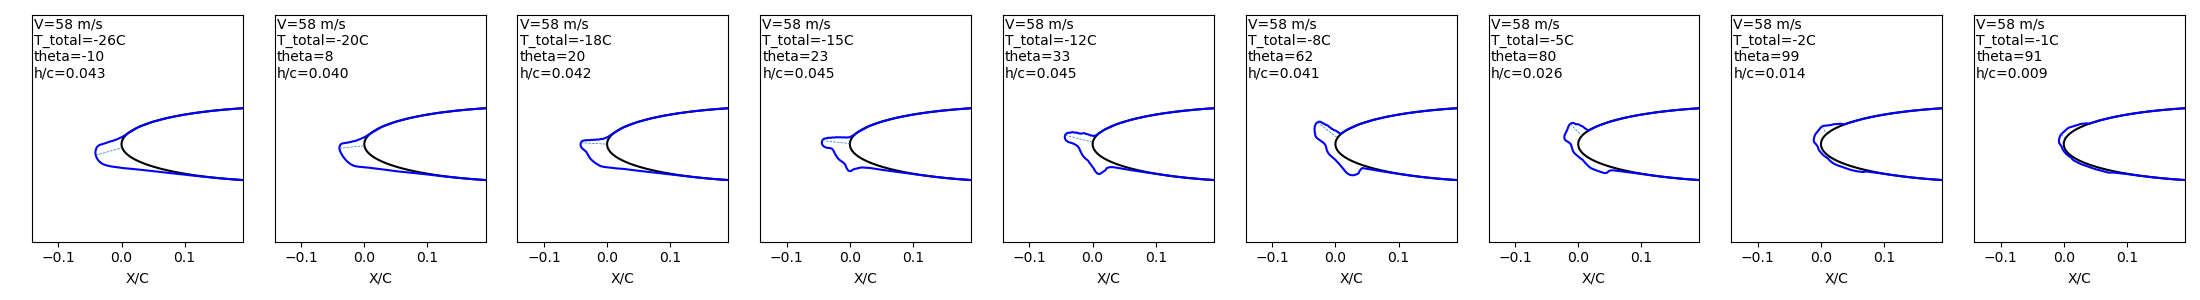 V=58 m/s
T_total=-26C
theta=-10
h/c=0.043
V=58 m/s
T_total=-20C
theta=8
h/c=0.040
V=58 m/s
T_total=-18C
theta=20
h/c=0.042
V=58 m/s
T_total=-15C
theta=23
h/c=0.045
V=58 m/s
T_total=-12C
theta=33
h/c=0.045
V=58 m/s
T_total=-8C
theta=62
h/c=0.041
V=58 m/s
T_total=-5C
theta=80
h/c=0.026
V=58 m/s
T_total=-2C
theta=99
h/c=0.014
V=58 m/s
T_total=-1C
theta=91
h/c=0.009
−0.1 0.0 0.1 −0.1 0.0 0.1 −0.1 0.0 0.1 −0.1 0.0 0.1 −0.1 0.0 0.1 −0.1 0.0 0.1 −0.1 0.0 0.1 −0.1 0.0 0.1 −0.1 0.0 0.1
X/C X/C X/C X/C X/C X/C X/C X/C X/C